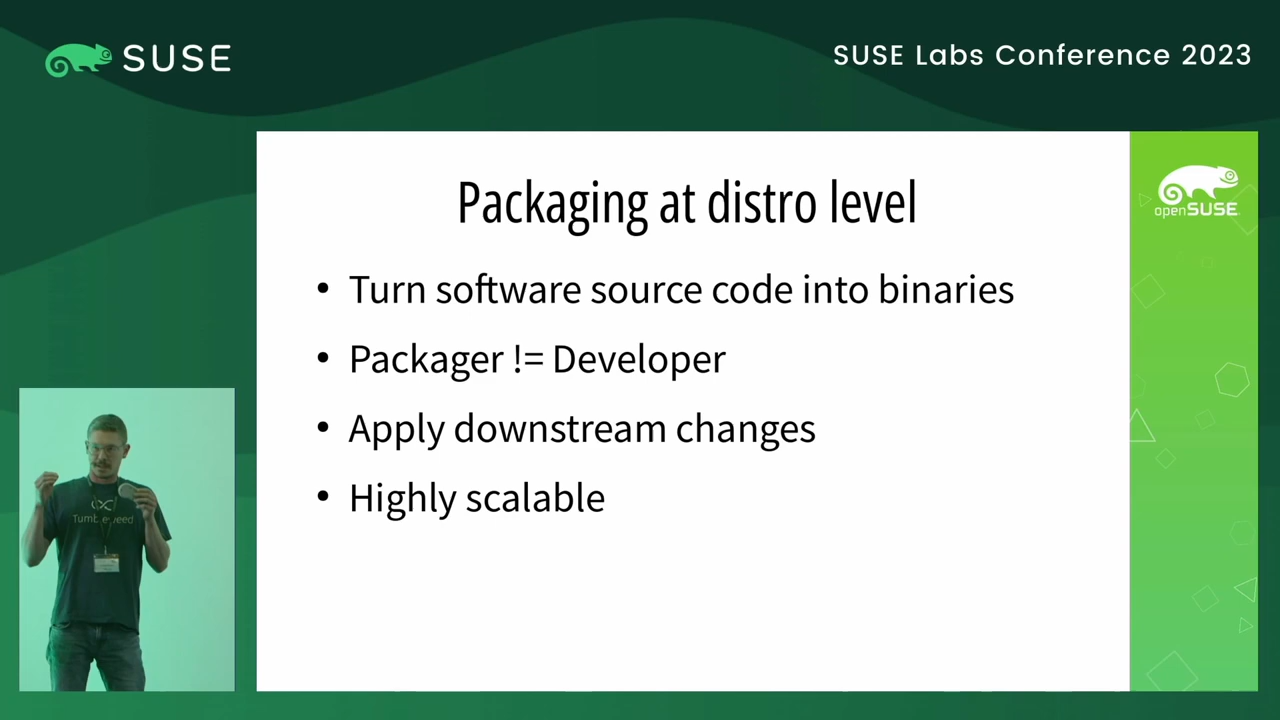 SUSE
SUSE Labs Conference 2023
Packaging at distro level
• Turn software source code into binaries
• Packager != Developer
• Apply downstream changes
• Highly scalable
openSUSE
Tumbleweed